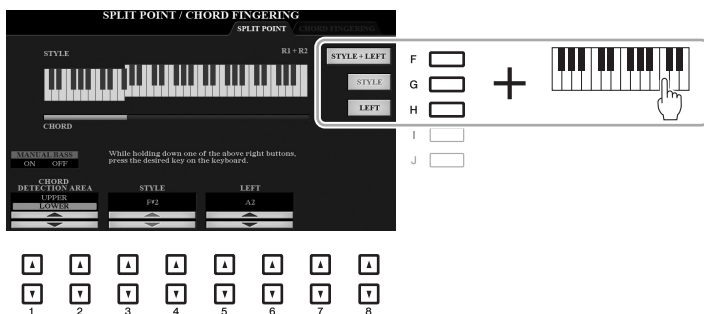 SPLIT POINT / CHORD FINGERING
SPLIT POINT
CHORD FINGERING
STYLE
R1 + R2
STYLE + LEFT
STYLE
LEFT
F
G
H
I
J
CHORD
MANUAL BASS
ON OFF
While holding down one of the above right buttons,
press the desired key on the keyboard.
CHORD
DETECTION AREA
UPPER
LOWER
STYLE
F#2
LEFT
A2
1 2 3 4 5 6 7 8